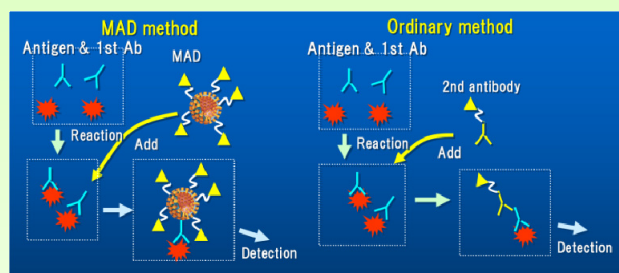 MAD method
Antigen & 1st Ab
MAD
Reaction
Add
Detection
Ordinary method
Antigen & 1st Ab
2nd antibody
Reaction
Add
Detection